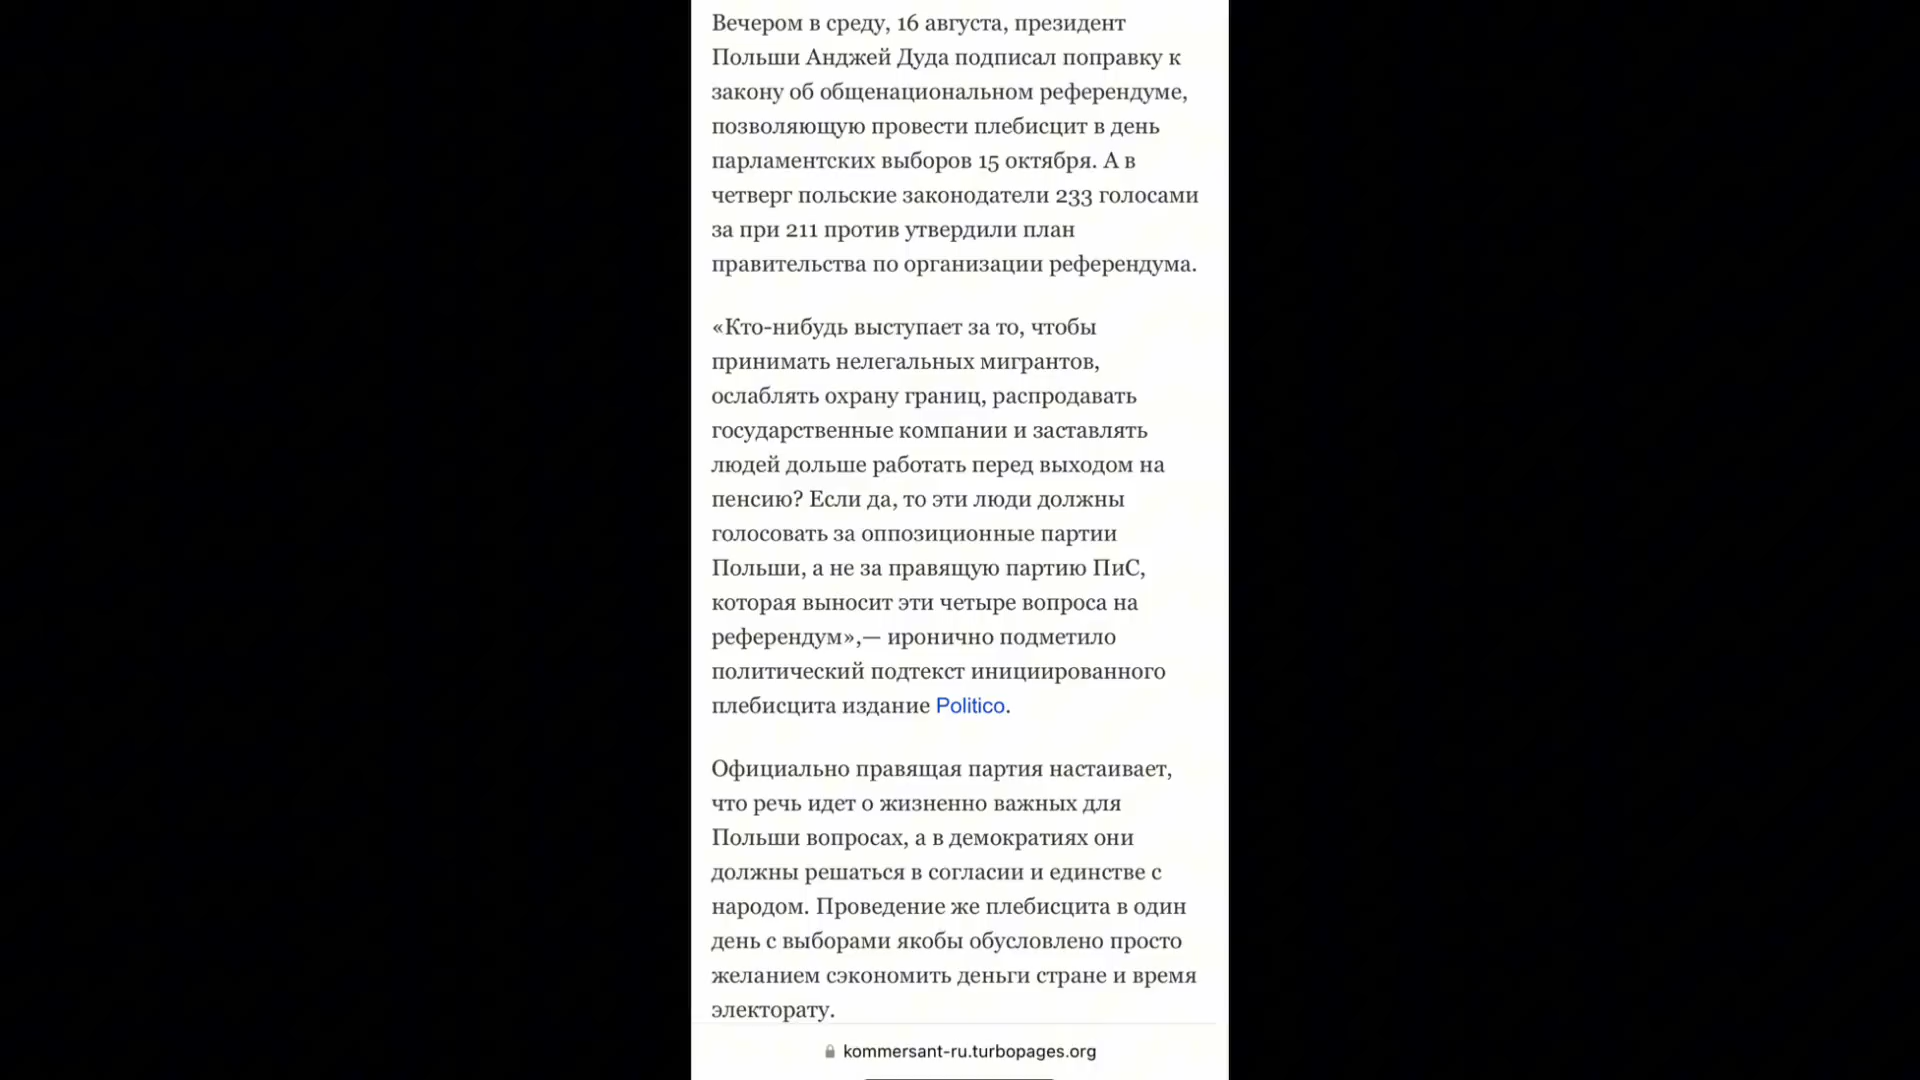 Вечером в среду, 16 августа, президент
Польши Анджей Дуда подписал поправку к
закону об общенациональном референдуме,
позволяющую провести плебисцит в день
парламентских выборов 15 октября. А в
четверг польские законодатели 233 голосами
за при 211 против утвердили план
правительства по организации референдума.
«Кто-нибудь выступает за то, чтобы
принимать нелегальных мигрантов,
ослаблять охрану границ, распродавать
государственные компании и заставлять
людей дольше работать перед выходом на
пенсию? Если да, то эти люди должны
голосовать за оппозиционные партии
Польши, а не за правящую партию ПиС,
которая выносит эти четыре вопроса на
референдум»,— иронично подметило
политический подтекст инициированного
плебисцита издание Politico.
Официально правящая партия настаивает,
что речь идет о жизненно важных для
Польши вопросах, а в демократиях они
должны решаться в согласии и единстве с
народом. Проведение же плебисцита в один
день с выборами якобы обусловлено просто
желанием сэкономить деньги стране и время
электорату.
kommersant-ru.turbopages.org